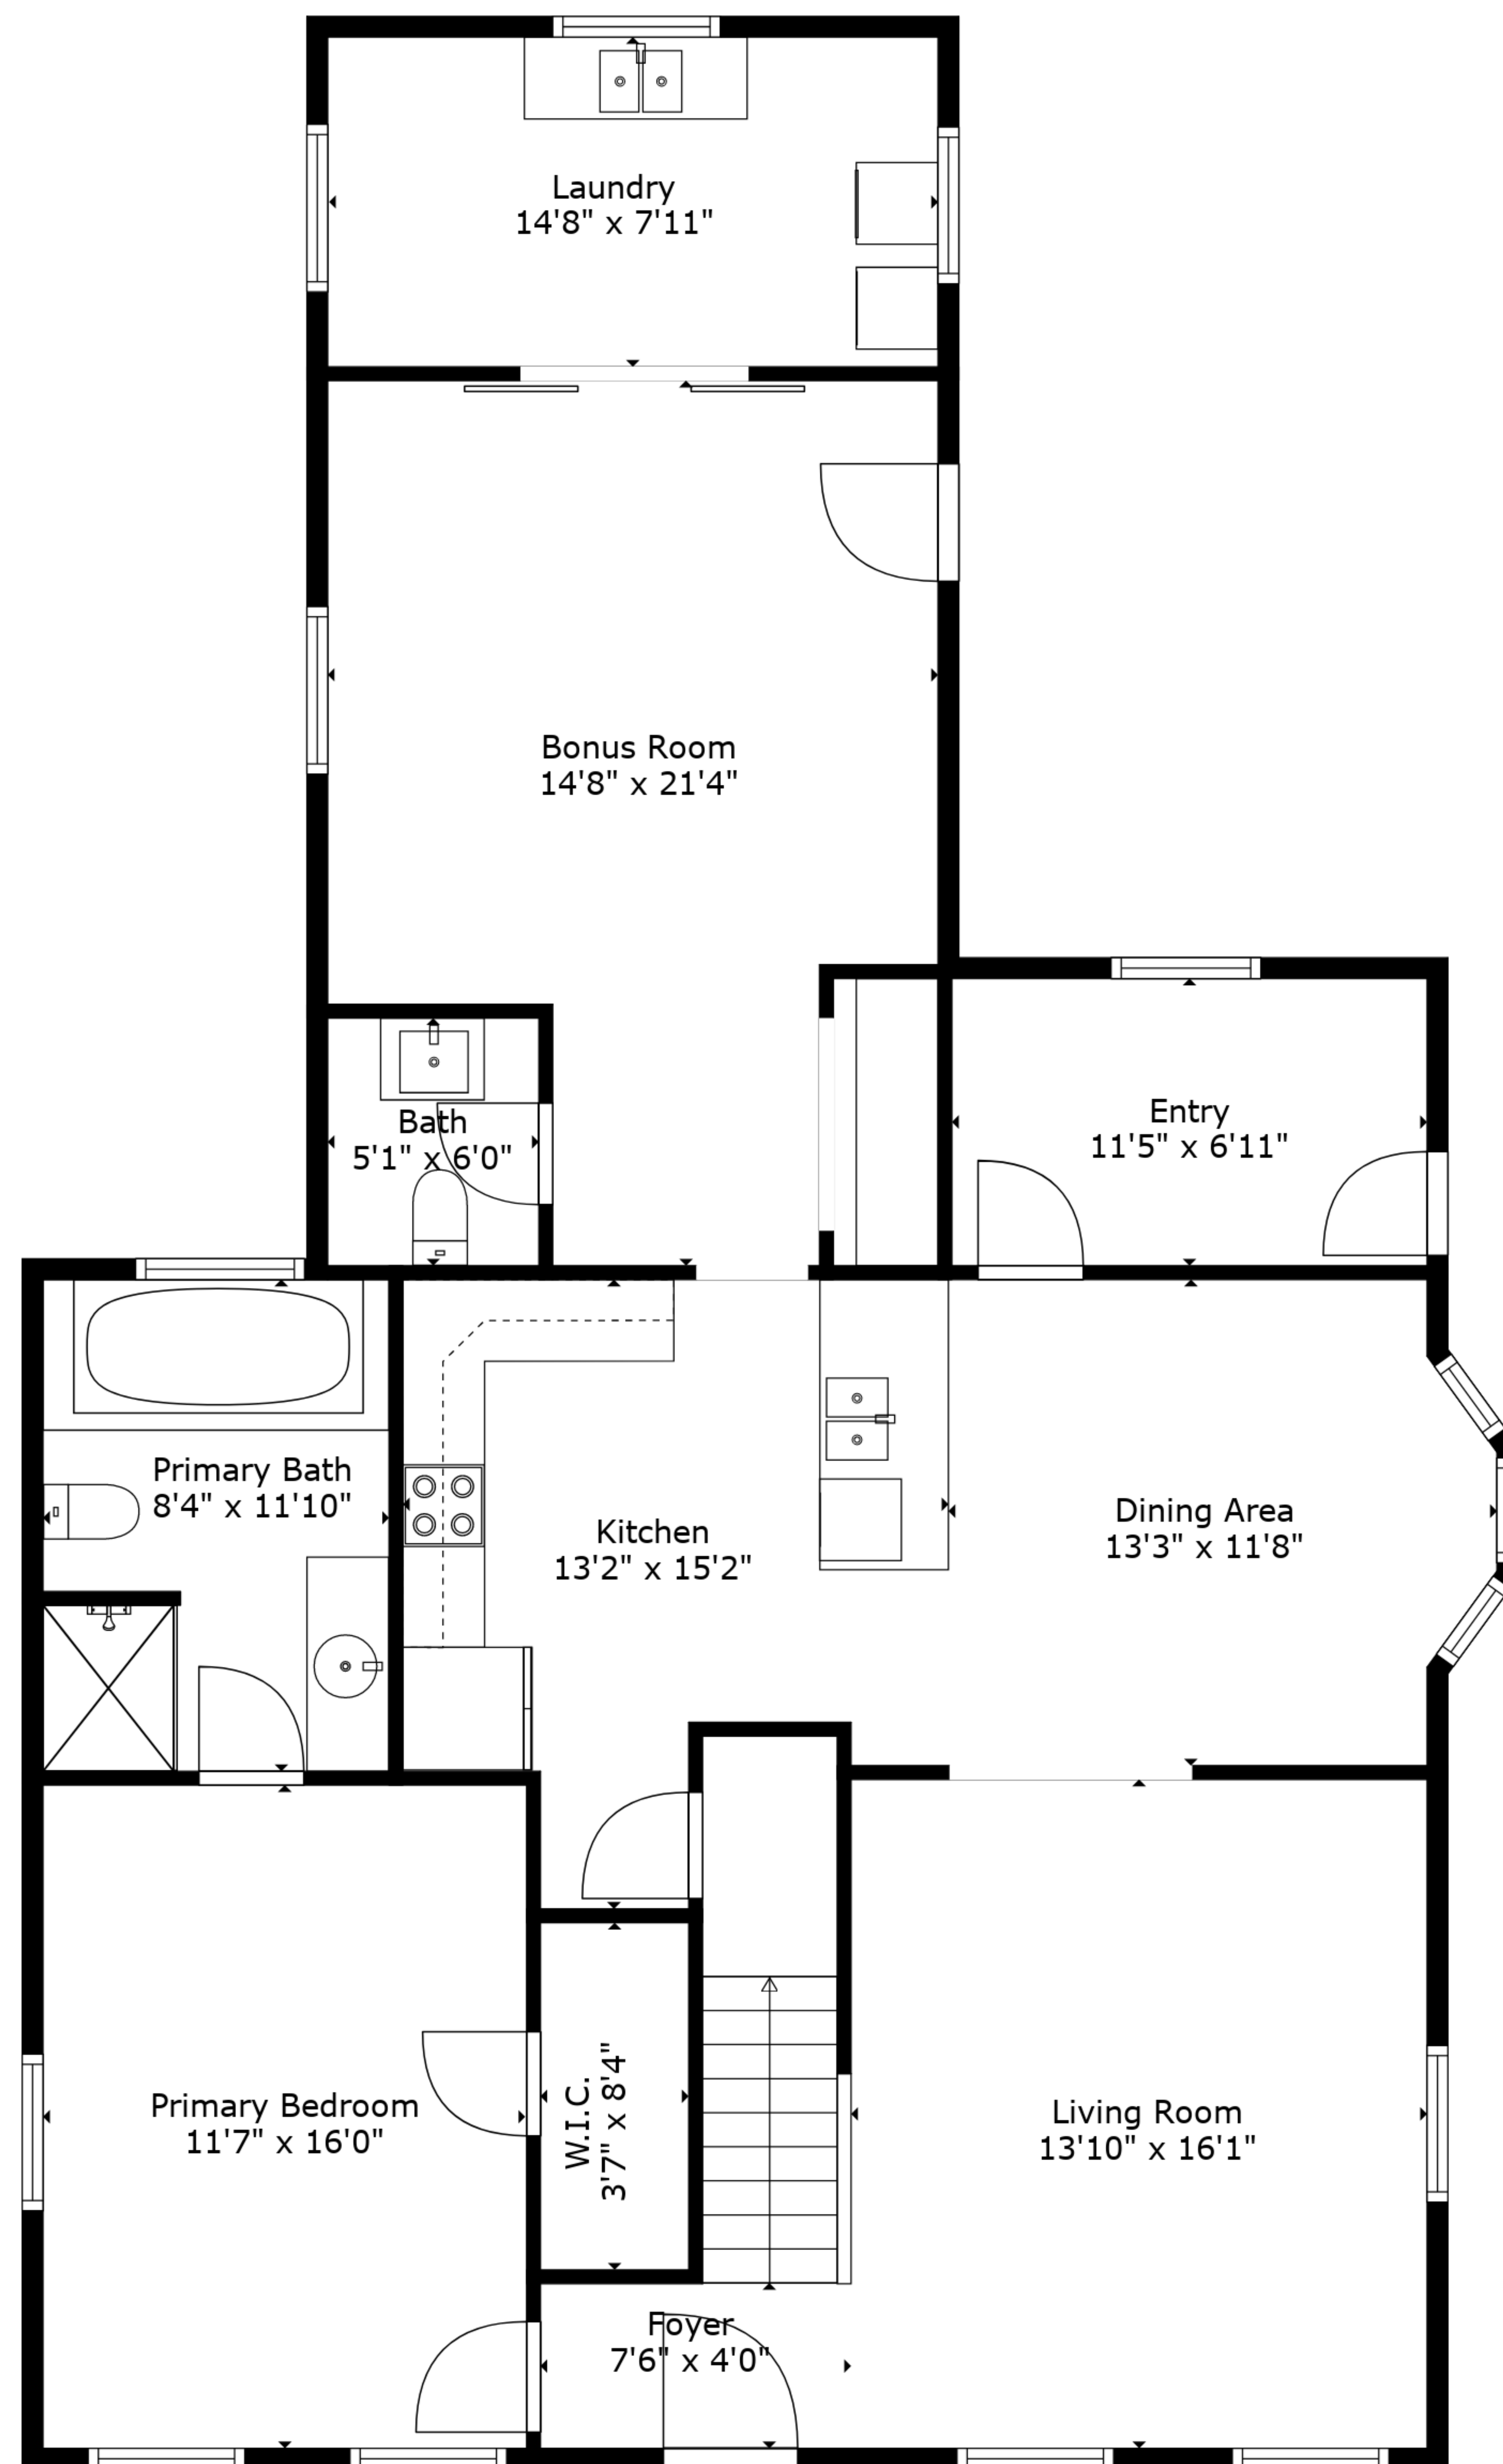 Laundry
14'8" x 7'11"
Bonus Room
14'8" x 21'4"
Bath
5'1" x 6'0"
Entry
11'5" x 6'11"
Primary Bath
8'4" x 11'10"
Kitchen
13'2" x 15'2"
Dining Area
13'3" x 11'8"
Primary Bedroom
11'7" x 16'0"
W.I.C.
3'7" x 8'4"
Living Room
13'10" x 16'1"
Foyer
7'6" x 4'0"